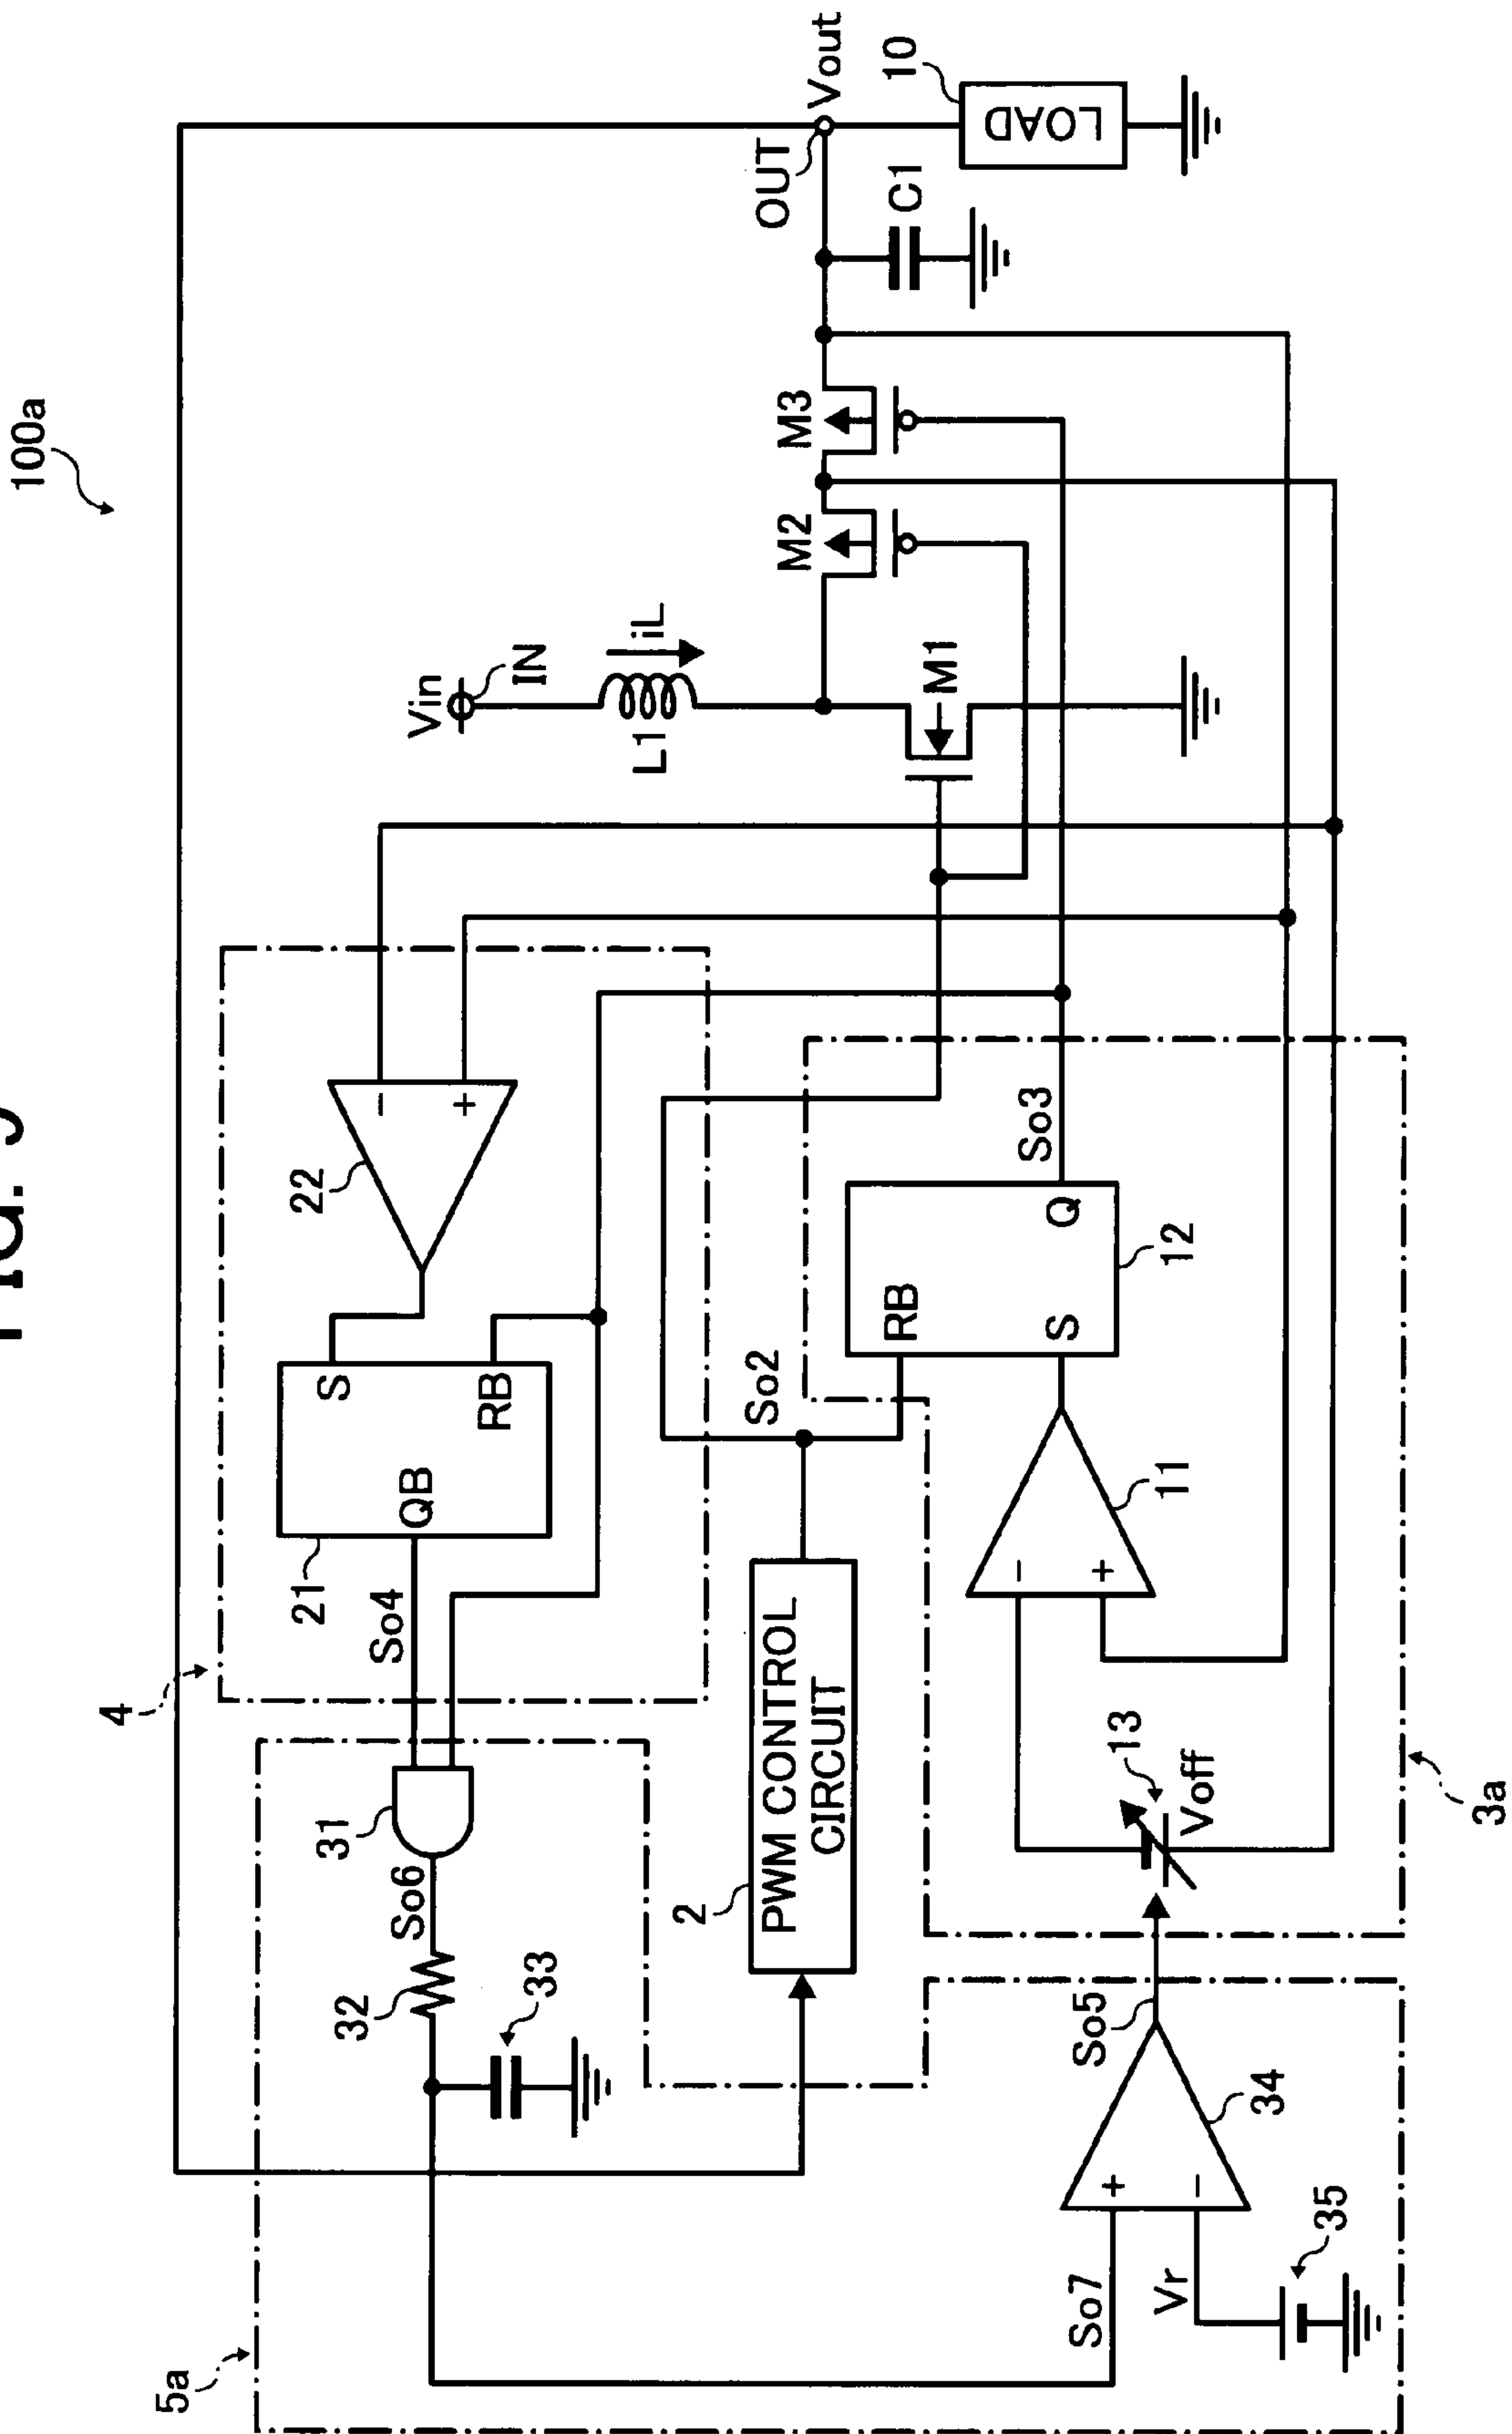 100a
4
5a
Vin
IN
L1
iL
M1
M2
M3
OUT
Vout
C1
10
LOAD
22
-
+
S
RB
QB
21
So4
31
So6
32
33
2
PWM CONTROL
CIRCUIT
So2
RB
S
Q
12
So3
11
-
+
13
Voff
3a
So5
34
+
-
So7
Vr
35